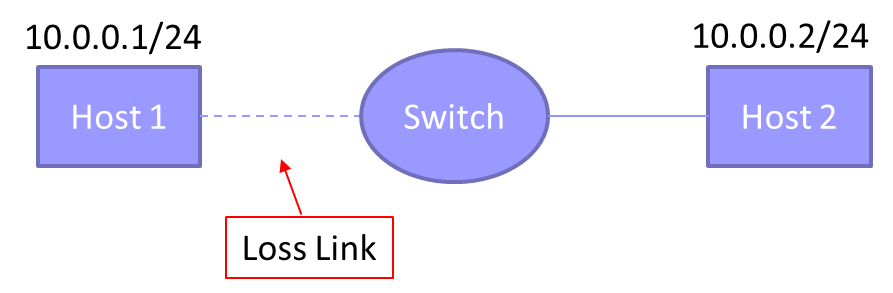 10.0.0.1/24
10.0.0.2/24
Host 1
Switch
Host 2
Loss Link